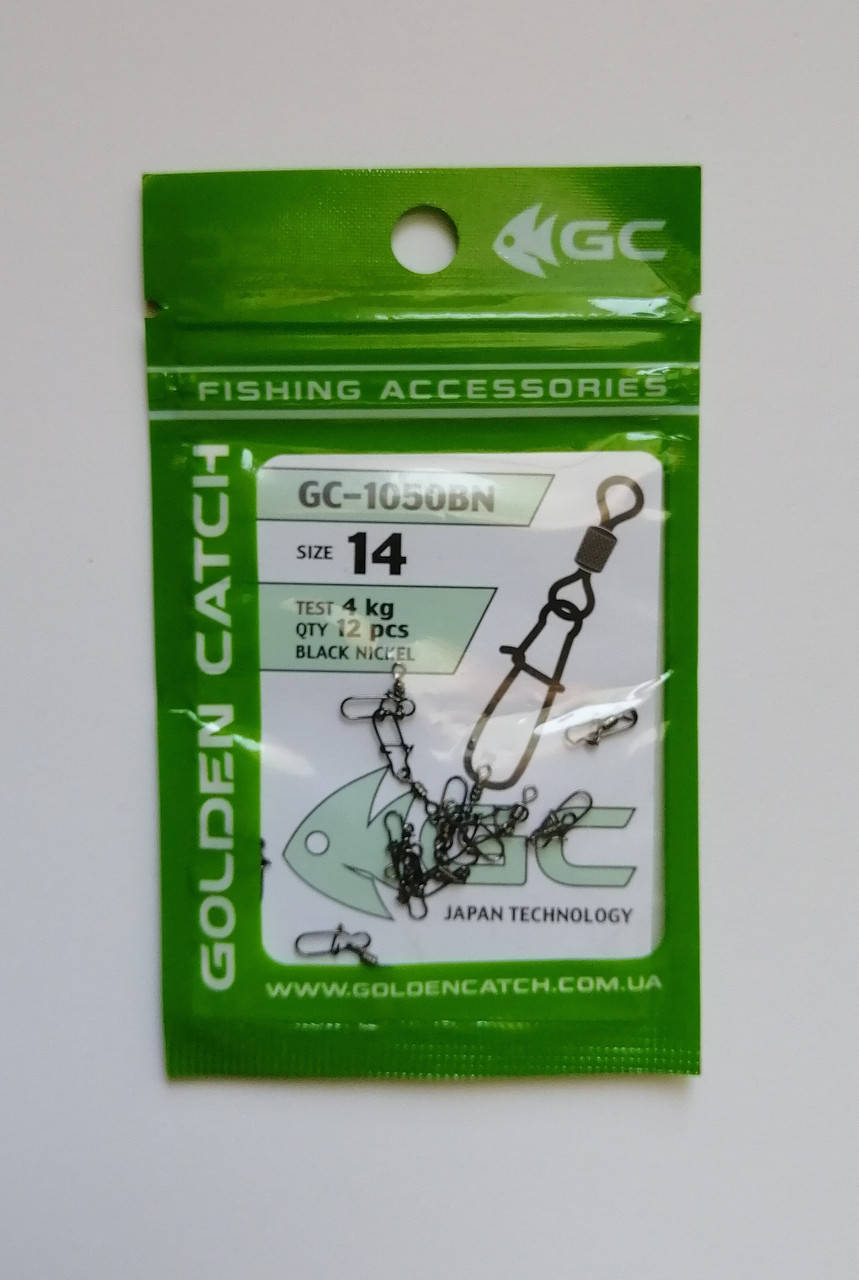 GC
FISHING ACCESSORIES
GOLDEN CATCH
GC-1050BN
SIZE 14
TEST 4 kg
QTY 12 pcs
BLACK NICKEL
GC
JAPAN TECHNOLOGY
WWW.GOLDENCATCH.COM.UA